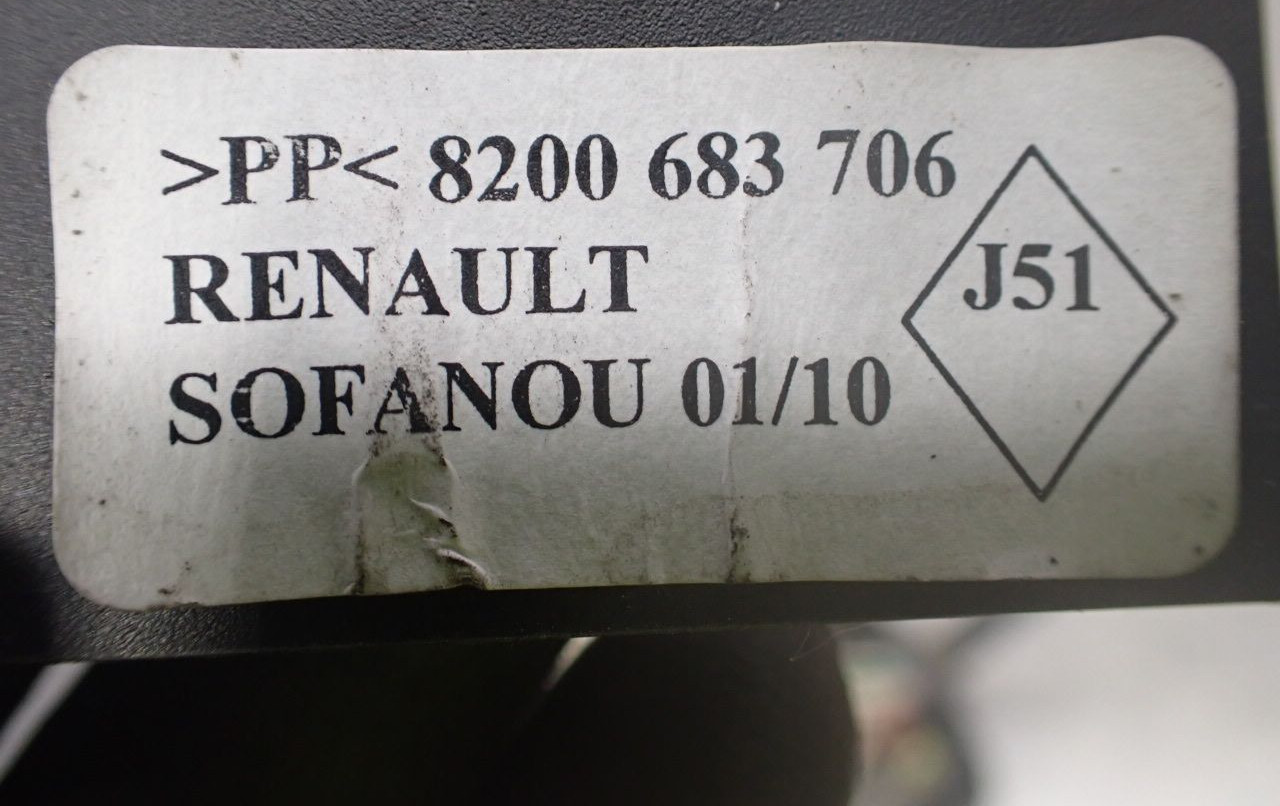 >PP< 8200 683 706
RENAULT
SOFANOU 01/10
J51